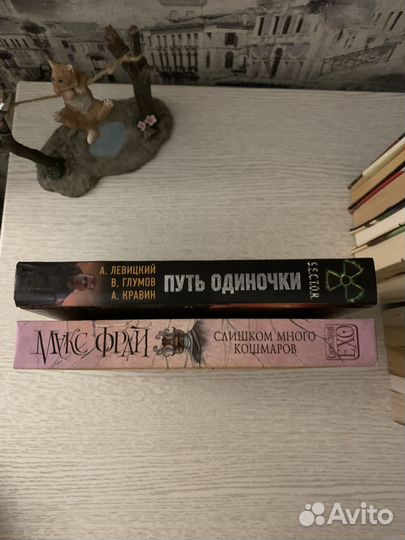 А. ЛЕВИЦКИЙ
В. ГЛУМОВ
А. КРАВИН
ПУТЬ ОДИНОЧКИ
SECTOR
МАКС ФРАЙ
СЛИШКОМ МНОГО
КОШМАРОВ
ЕХО
Avito